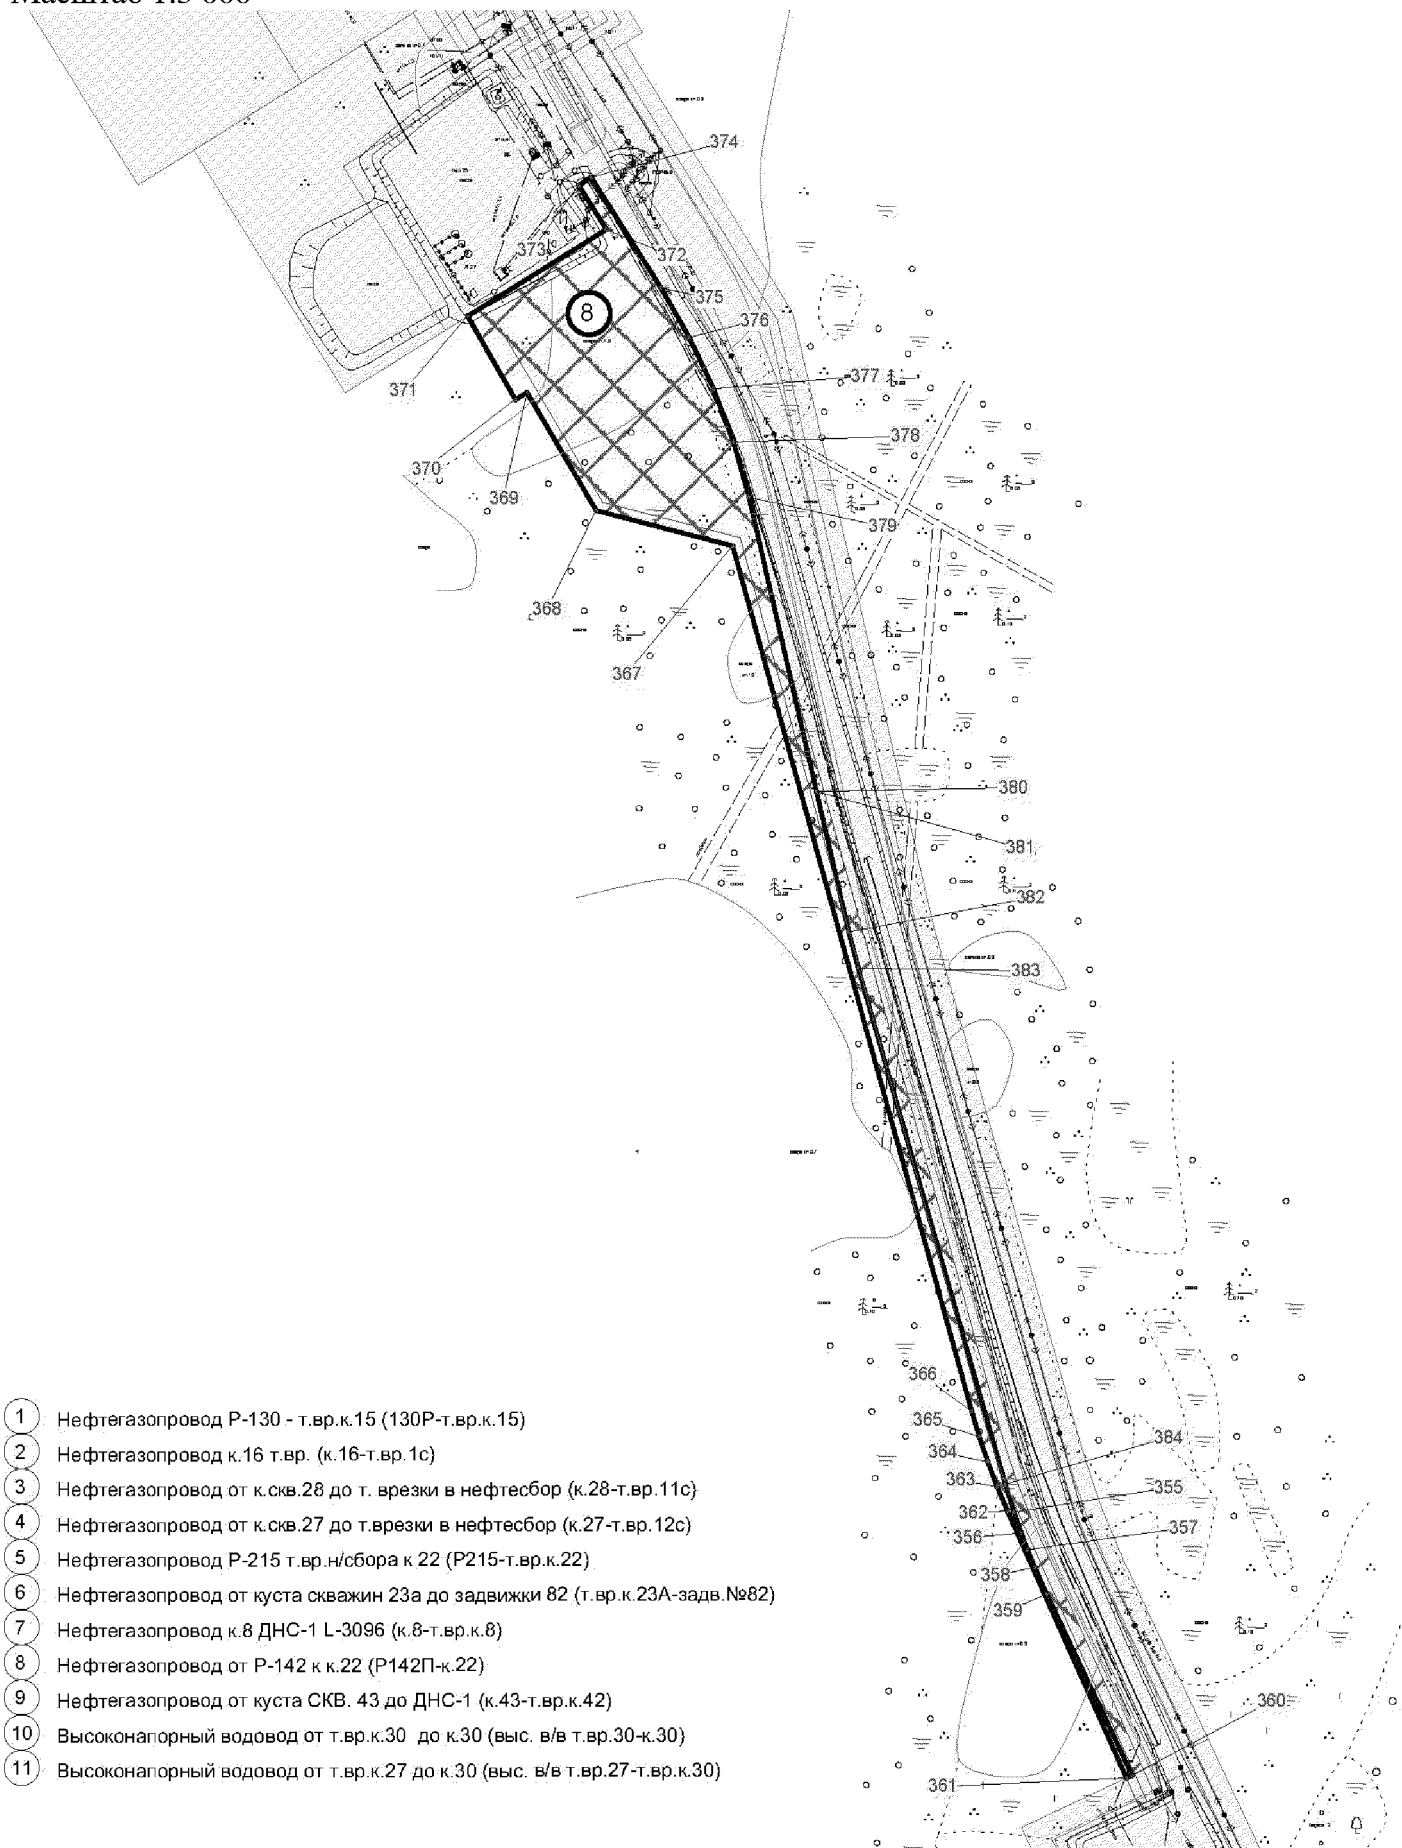 Масштаб 1:5 000
374
373
372
375
8
376
371
377
378
370
369
379
368
367
380
381
382
383
366
365
364
384
363
355
362
357
356
358
359
360
361
1 Нефтегазопровод Р-130 - т.вр.к.15 (130Р-т.вр.к.15)
2 Нефтегазопровод к.16 т.вр. (к.16-т.вр.1с)
3 Нефтегазопровод от к.скв.28 до т. врезки в нефтесбор (к.28-т.вр.11с)
4 Нефтегазопровод от к.скв.27 до т.врезки в нефтесбор (к.27-т.вр.12с)
5 Нефтегазопровод Р-215 т.вр.н/сбора к 22 (Р215-т.вр.к.22)
6 Нефтегазопровод от куста скважин 23а до задвижки 82 (т.вр.к.23А-задв.№82)
7 Нефтегазопровод к.8 ДНС-1 L-3096 (к.8-т.вр.к.8)
8 Нефтегазопровод от Р-142 к к.22 (Р142П-к.22)
9 Нефтегазопровод от куста СКВ. 43 до ДНС-1 (к.43-т.вр.к.42)
10 Высоконапорный водовод от т.вр.к.30 до к.30 (выс. в/в т.вр.30-к.30)
11 Высоконапорный водовод от т.вр.к.27 до к.30 (выс. в/в т.вр.27-т.вр.к.30)